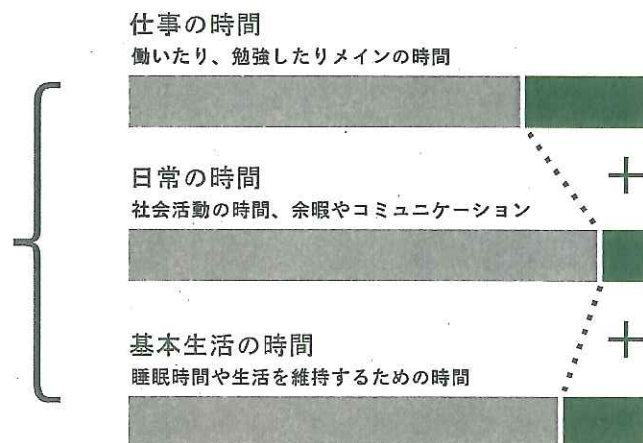 仕事の時間
働いたり、勉強したりメインの時間
+
日常の時間
社会活動の時間、余暇やコミュニケーション
+
基本生活の時間
睡眠時間や生活を維持するための時間